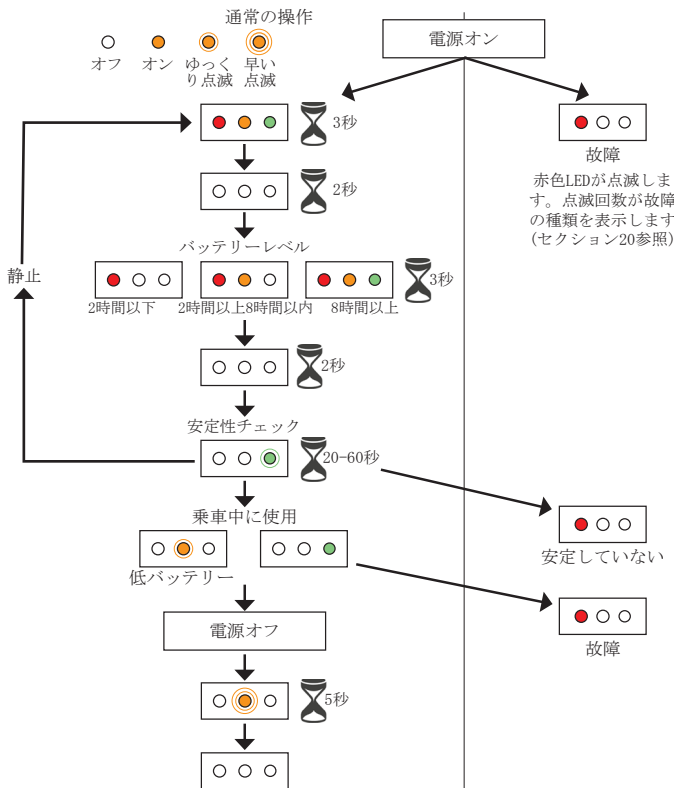 通常の操作
オフ
オン
ゆっく
り点滅
早い
点滅
電源オン
3秒
故障
赤色LEDが点滅しま
す。点滅回数が故障
の種類を表示します
(セクション20参照)
2秒
バッテリーレベル
静止
3秒
2時間以下
2時間以上8時間以内
8時間以上
2秒
安定性チェック
20-60秒
乗車中に使用
安定していない
低バッテリー
電源オフ
故障
5秒